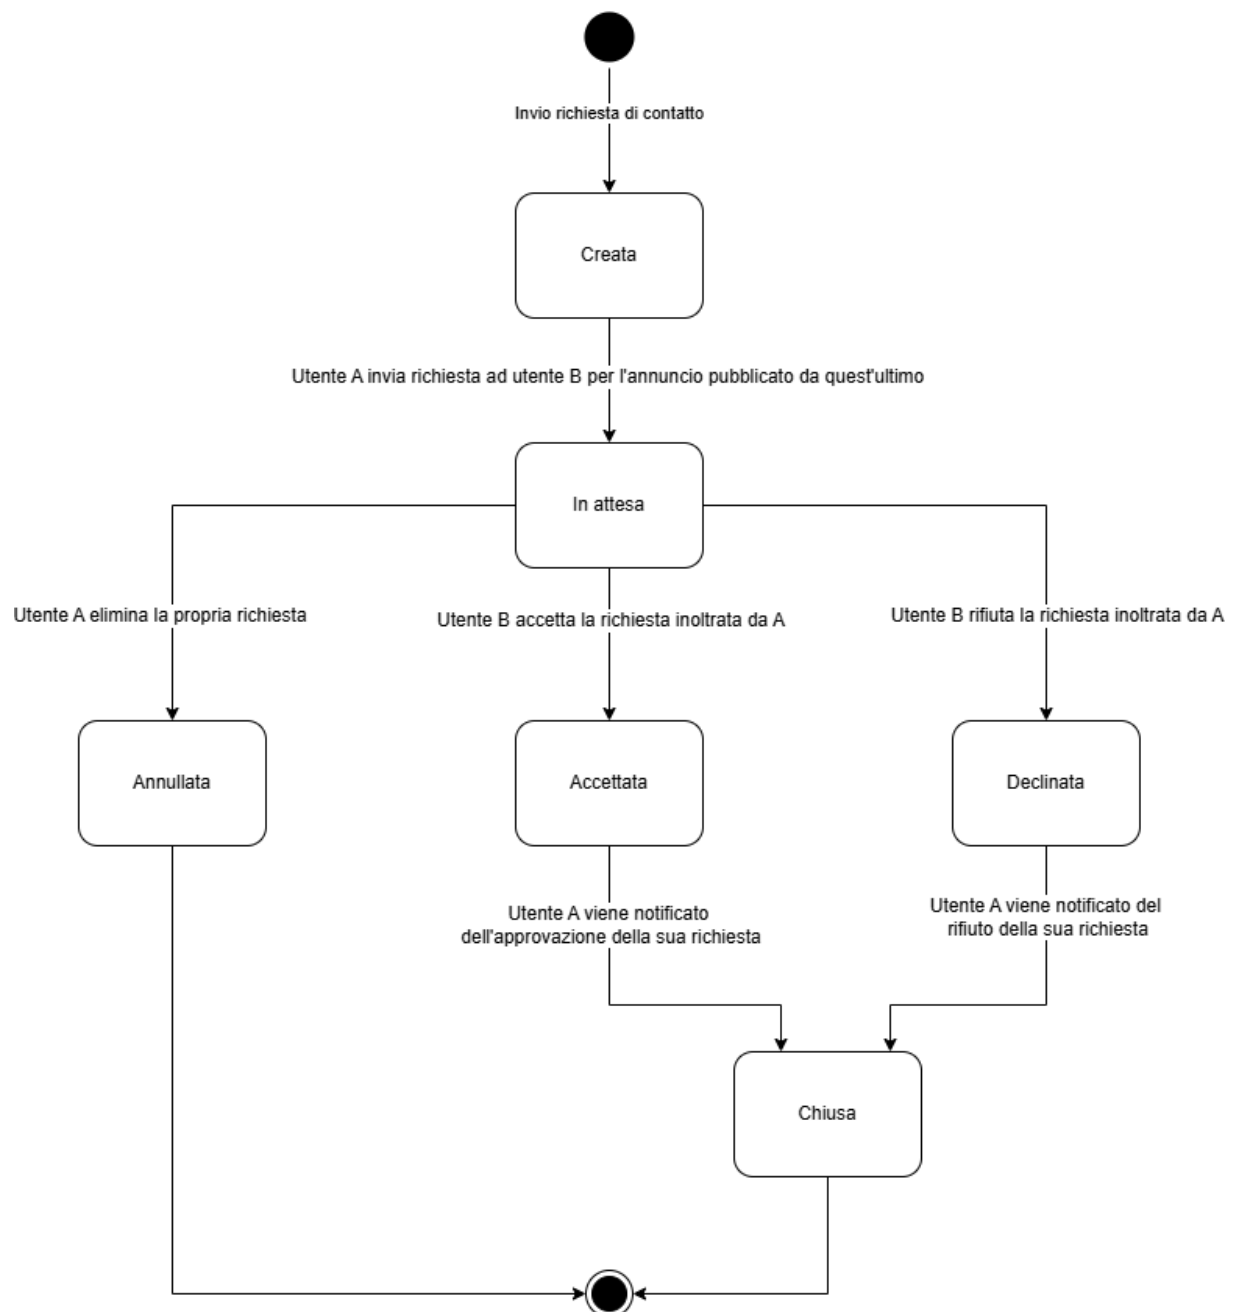 Invio richiesta di contatto
Creata
Utente A invia richiesta ad utente B per l'annuncio pubblicato da quest'ultimo
In attesa
Utente A elimina la propria richiesta
Utente B accetta la richiesta inoltrata da A
Utente B rifiuta la richiesta inoltrata da A
Annullata
Accettata
Declinata
Utente A viene notificato
dell'approvazione della sua richiesta
Utente A viene notificato del
rifiuto della sua richiesta
Chiusa